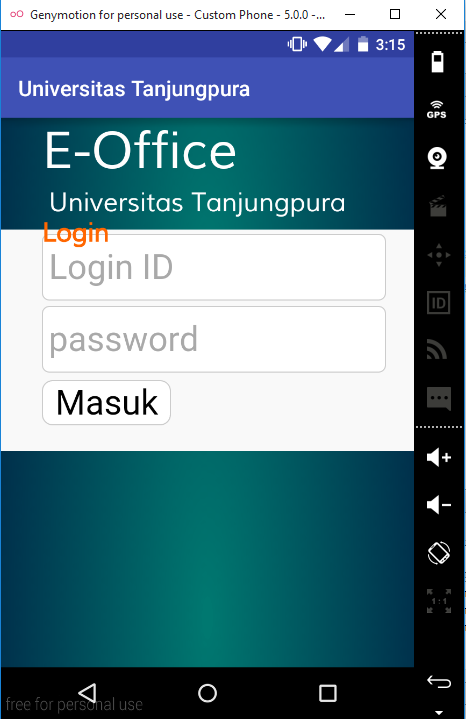 Genymotion for personal use - Custom Phone - 5.0.0 -...
3:15
GPS
Universitas Tanjungpura
E-Office
Universitas Tanjungpura
Login
Login ID
ID
password
Masuk
1:1
free for personal use